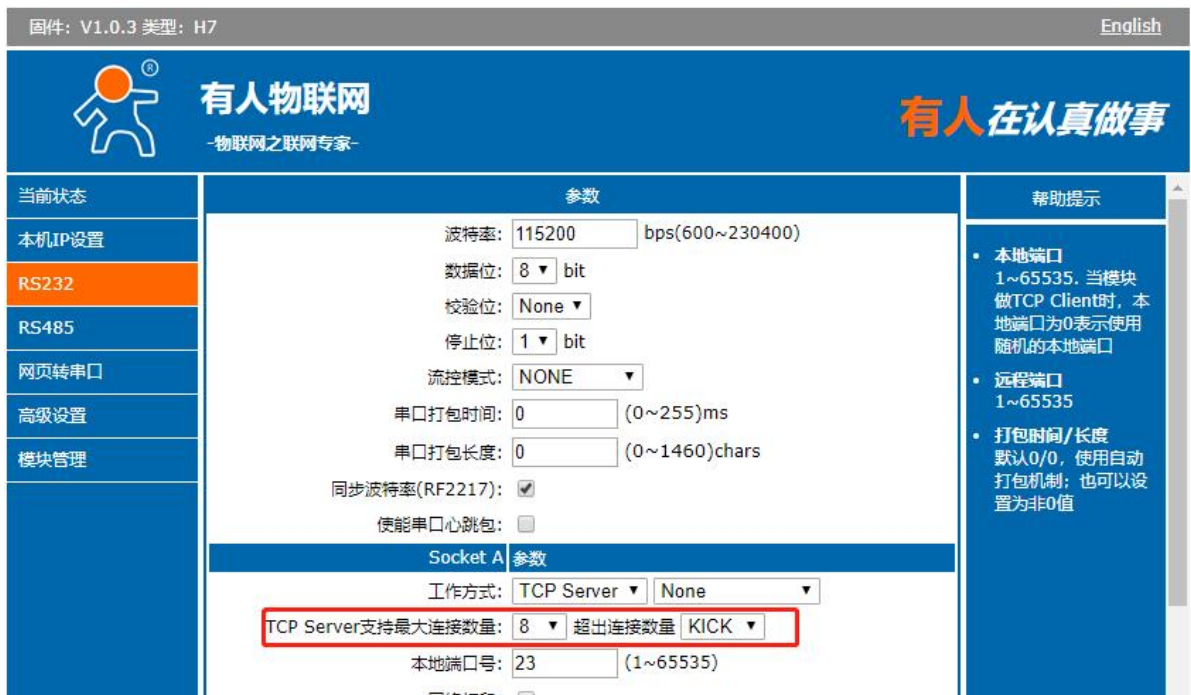 固件: V1.0.3 类型: H7
English
®
有人物联网
-物联网之联网专家-
有人在认真做事
当前状态
本机IP设置
RS232
RS485
网页转串口
高级设置
模块管理
参数
波特率: 115200 bps(600~230400)
数据位: 8 bit
校验位: None
停止位: 1 bit
流控模式: NONE
串口打包时间: 0 (0~255)ms
串口打包长度: 0 (0~1460)chars
同步波特率(RF2217):
使能串口心跳包:
Socket A 参数
工作方式: TCP Server None
TCP Server支持最大连接数量: 8 超出连接数量 KICK
本地端口号: 23 (1~65535)
帮助提示
• 本地端口
1~65535. 当模块
做TCP Client时，本
地端口为0表示使用
随机的本地端口
• 远程端口
1~65535
• 打包时间/长度
默认0/0，使用自动
打包机制；也可以设
置为非0值